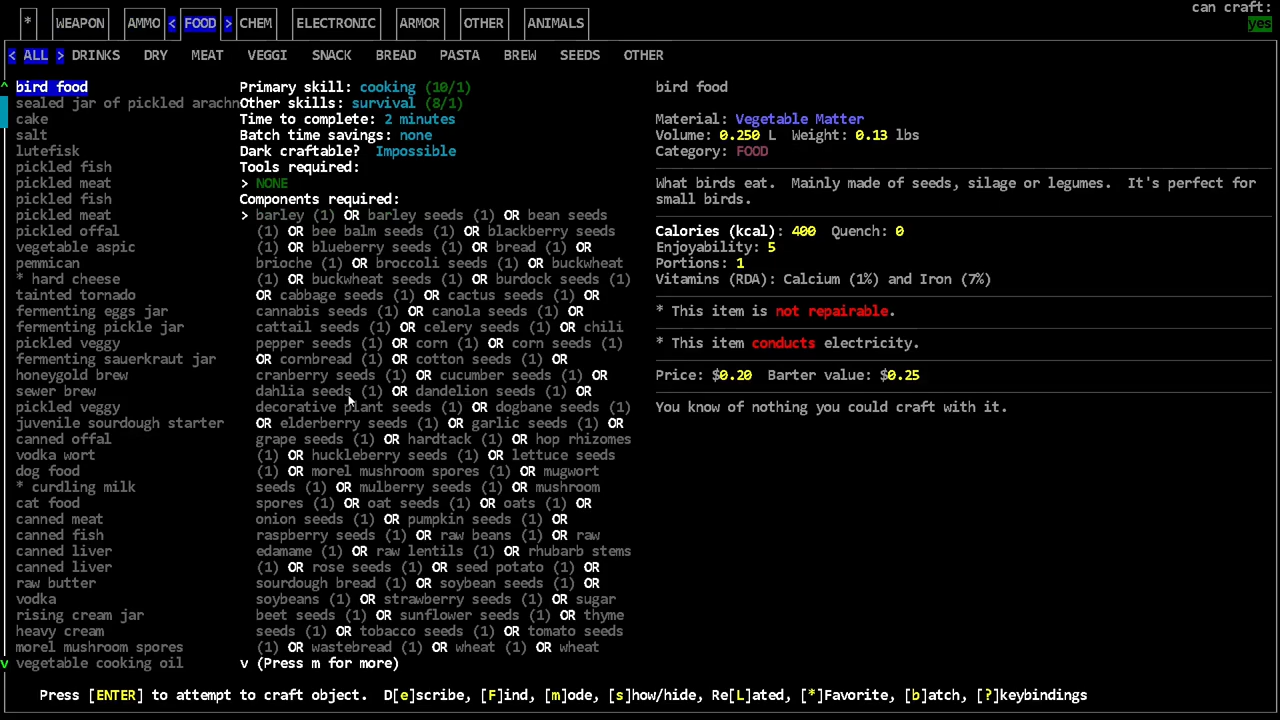 can craft:
* WEAPON AMMO < FOOD > CHEM ELECTRONIC ARMOR OTHER ANIMALS yes
< ALL > DRINKS DRY MEAT VEGGI SNACK BREAD PASTA BREW SEEDS OTHER
^ bird food
sealed jar of pickled arachn
cake
salt
lutefisk
pickled fish
pickled meat
pickled fish
pickled meat
pickled offal
vegetable aspic
pemmican
* hard cheese
tainted tornado
fermenting eggs jar
fermenting pickle jar
pickled veggy
fermenting sauerkraut jar
honeygold brew
sewer brew
pickled veggy
juvenile sourdough starter
canned offal
vodka wort
dog food
* curdling milk
cat food
canned meat
canned fish
canned liver
canned liver
raw butter
vodka
rising cream jar
heavy cream
morel mushroom spores
v vegetable cooking oil
Primary skill: cooking (10/1)
Other skills: survival (8/1)
Time to complete: 2 minutes
Batch time savings: none
Dark craftable? Impossible
Tools required:
> NONE
Components required:
> barley (1) OR barley seeds (1) OR bean seeds
(1) OR bee balm seeds (1) OR blackberry seeds
(1) OR blueberry seeds (1) OR bread (1) OR
brioche (1) OR broccoli seeds (1) OR buckwheat
(1) OR buckwheat seeds (1) OR burdock seeds (1)
OR cabbage seeds (1) OR cactus seeds (1) OR
cannabis seeds (1) OR canola seeds (1) OR
cattail seeds (1) OR celery seeds (1) OR chili
pepper seeds (1) OR corn (1) OR corn seeds (1)
OR cornbread (1) OR cotton seeds (1) OR
cranberry seeds (1) OR cucumber seeds (1) OR
dahlia seeds (1) OR dandelion seeds (1) OR
decorative plant seeds (1) OR dogbane seeds (1)
OR elderberry seeds (1) OR garlic seeds (1) OR
grape seeds (1) OR hardtack (1) OR hop rhizomes
(1) OR huckleberry seeds (1) OR lettuce seeds
(1) OR morel mushroom spores (1) OR mugwort
seeds (1) OR mulberry seeds (1) OR mushroom
spores (1) OR oat seeds (1) OR oats (1) OR
onion seeds (1) OR pumpkin seeds (1) OR
raspberry seeds (1) OR raw beans (1) OR raw
edamame (1) OR raw lentils (1) OR rhubarb stems
(1) OR rose seeds (1) OR seed potato (1) OR
sourdough bread (1) OR soybean seeds (1) OR
soybeans (1) OR strawberry seeds (1) OR sugar
beet seeds (1) OR sunflower seeds (1) OR thyme
seeds (1) OR tobacco seeds (1) OR tomato seeds
(1) OR wastebread (1) OR wheat (1) OR wheat
v (Press m for more)
bird food
Material: Vegetable Matter
Volume: 0.250 L Weight: 0.13 lbs
Category: FOOD
What birds eat. Mainly made of seeds, silage or legumes. It's perfect for
small birds.
Calories (kcal): 400 Quench: 0
Enjoyability: 5
Portions: 1
Vitamins (RDA): Calcium (1%) and Iron (7%)
* This item is not repairable.
* This item conducts electricity.
Price: $0.20 Barter value: $0.25
You know of nothing you could craft with it.
Press [ENTER] to attempt to craft object. D[e]scribe, [F]ind, [m]ode, [s]how/hide, Re[L]ated, [*]Favorite, [b]atch, [?]keybindings